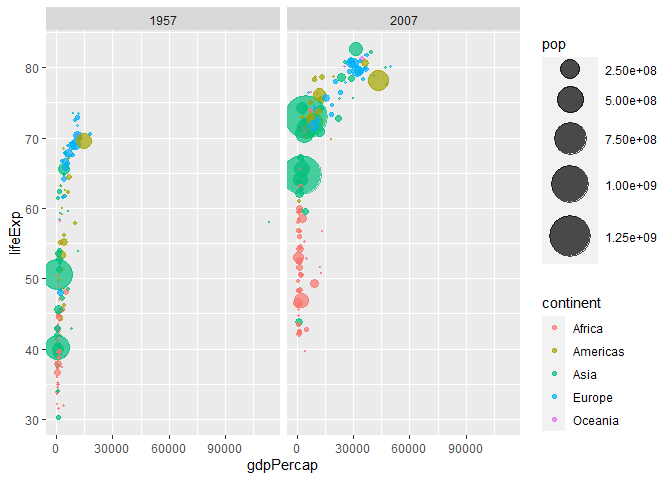 1957
2007
lifeExp
80
70
60
50
40
30
0
30000
60000
90000
0
30000
60000
90000
gdpPercap
pop
2.50e+08
5.00e+08
7.50e+08
1.00e+09
1.25e+09
continent
Africa
Americas
Asia
Europe
Oceania